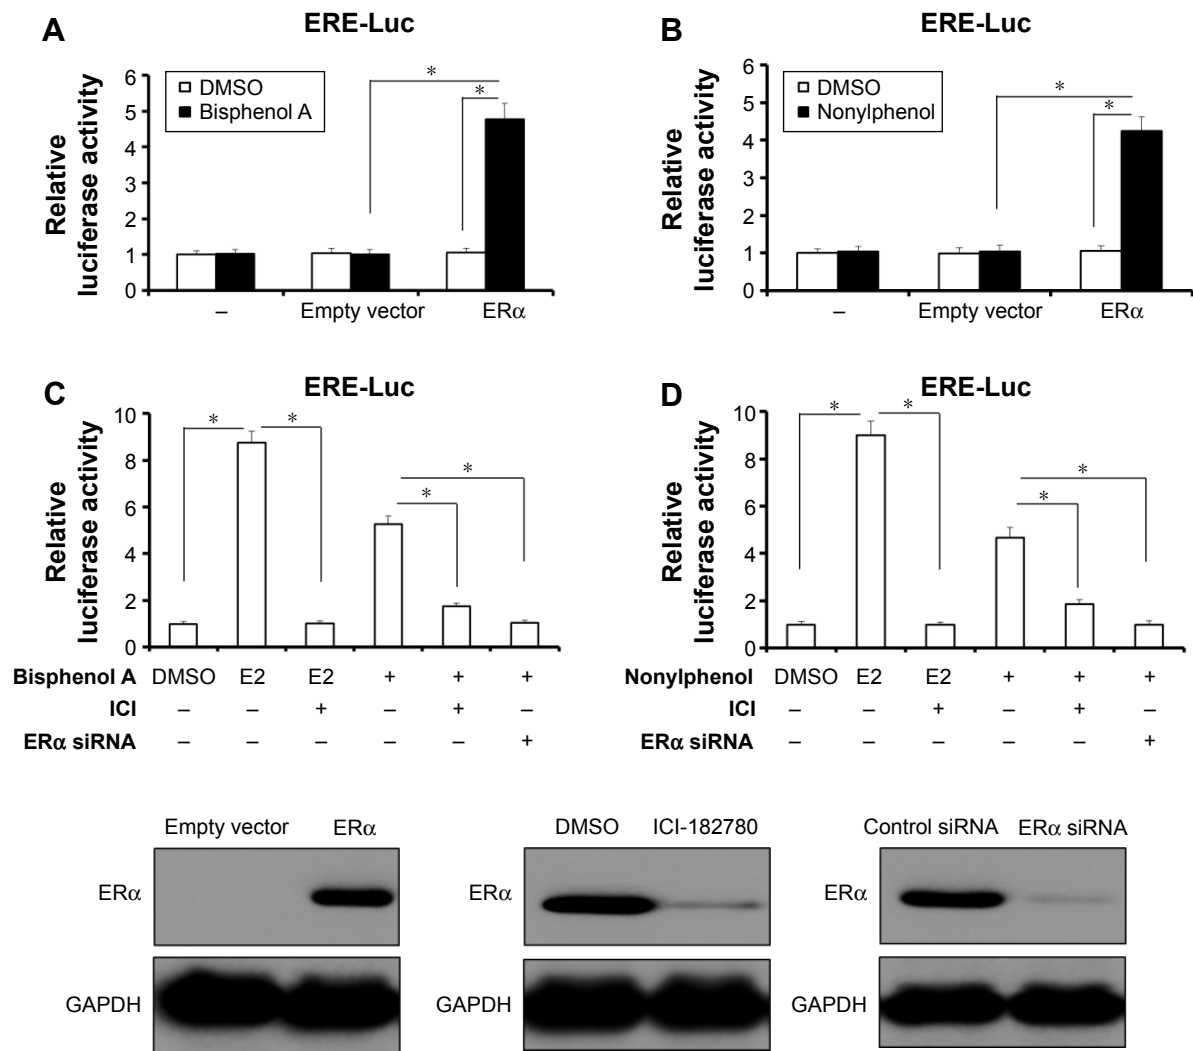 A
ERE-Luc
Relative
luciferase activity
6
5
4
3
2
1
0
DMSO
Bisphenol A
*
*
–
Empty vector
ERα
B
ERE-Luc
Relative
luciferase activity
6
5
4
3
2
1
0
DMSO
Nonylphenol
*
*
–
Empty vector
ERα
C
ERE-Luc
Relative
luciferase activity
10
8
6
4
2
0
*
*
*
*
Bisphenol A DMSO E2 E2 + + +
ICI – – + – + –
ERα siRNA – – – – – +
D
ERE-Luc
Relative
luciferase activity
10
8
6
4
2
0
*
*
*
*
Nonylphenol DMSO E2 E2 + + +
ICI – – + – + –
ERα siRNA – – – – – +
Empty vector ERα
ERα
GAPDH
DMSO ICI-182780
ERα
GAPDH
Control siRNA ERα siRNA
ERα
GAPDH